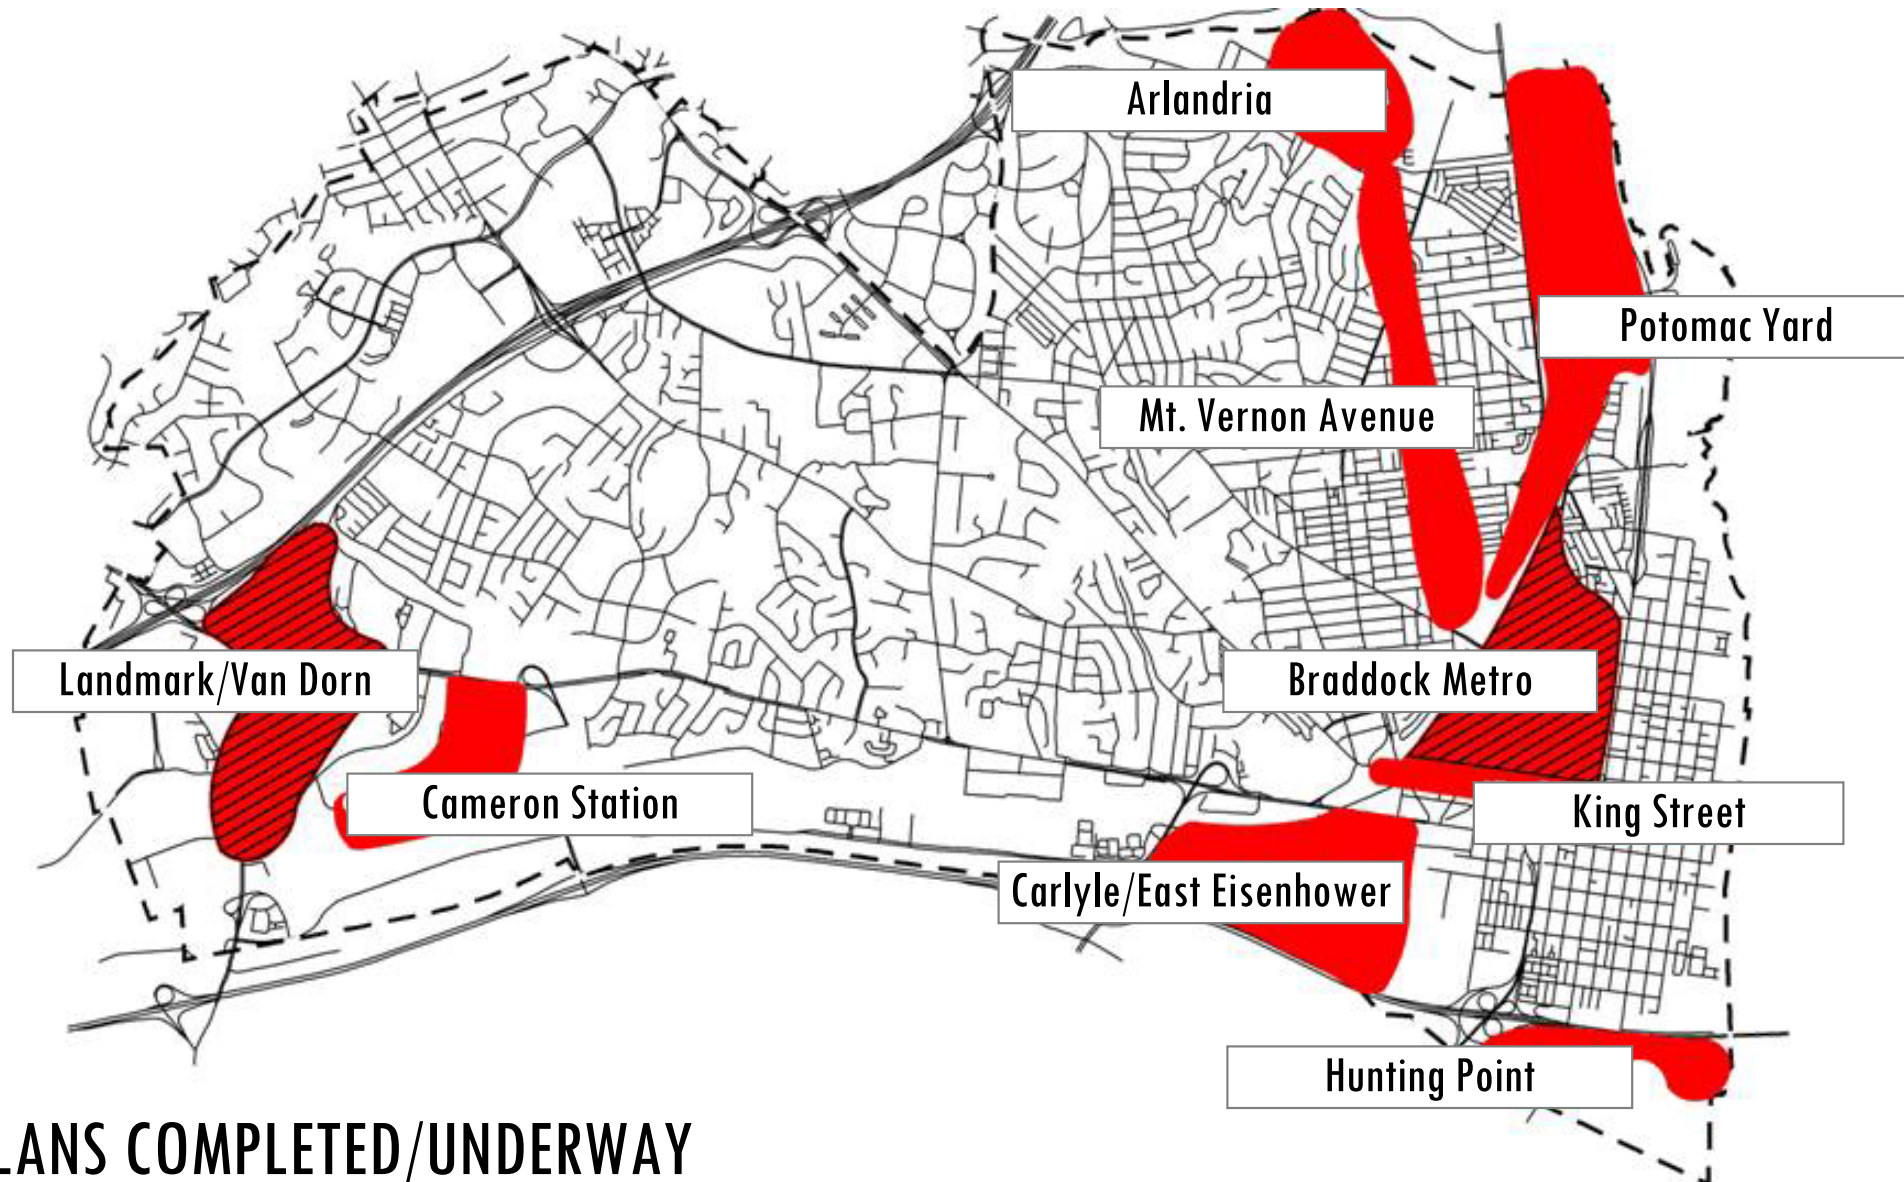 Arlandria
Potomac Yard
Mt. Vernon Avenue
Landmark/Van Dorn
Braddock Metro
Cameron Station
King Street
Carlyle/East Eisenhower
Hunting Point
LANS COMPLETED/UNDERWAY